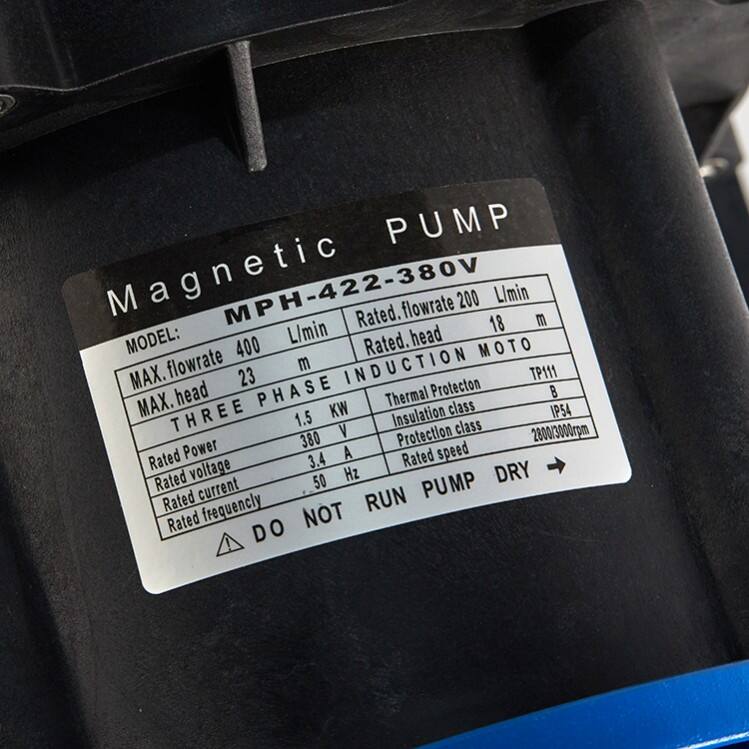 Magnetic PUMP
MODEL: MPH-422-380V
MAX. flowrate 400 L/min Rated. flowrate 200 L/min
MAX. head 23 m Rated. head 18 m
THREE PHASE INDUCTION MOTO
Rated Power 1.5 KW Thermal Protecton TP111
Rated voltage 380 V Insulation class B
Rated current 3.4 A Protection class IP54
Rated frequencly 50 Hz Rated speed 2800/3000rpm
⚠ DO NOT RUN PUMP DRY →